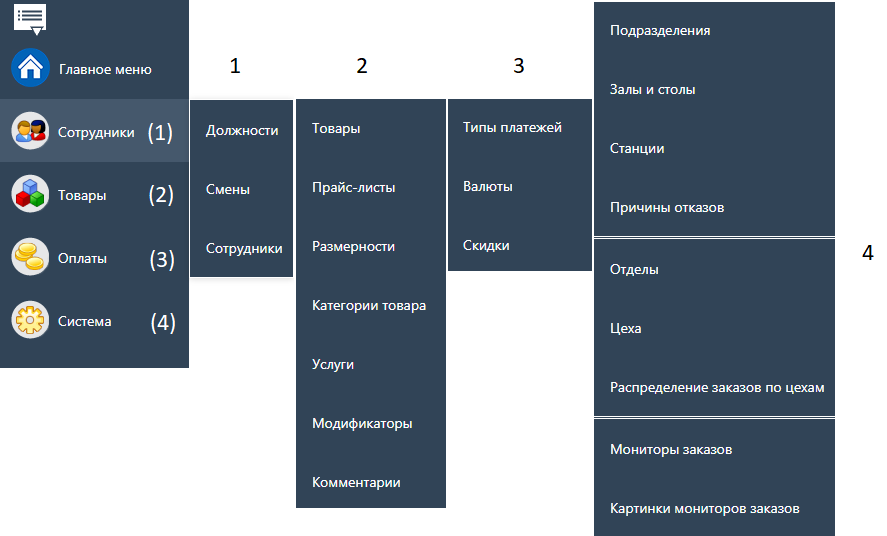 Главное меню
Сотрудники (1)
Товары (2)
Оплаты (3)
Система (4)
1
Должности
Смены
Сотрудники
2
Товары
Прайс-листы
Размерности
Категории товара
Услуги
Модификаторы
Комментарии
3
Типы платежей
Валюты
Скидки
4
Подразделения
Залы и столы
Станции
Причины отказов
Отделы
Цеха
Распределение заказов по цехам
Мониторы заказов
Картинки мониторов заказов